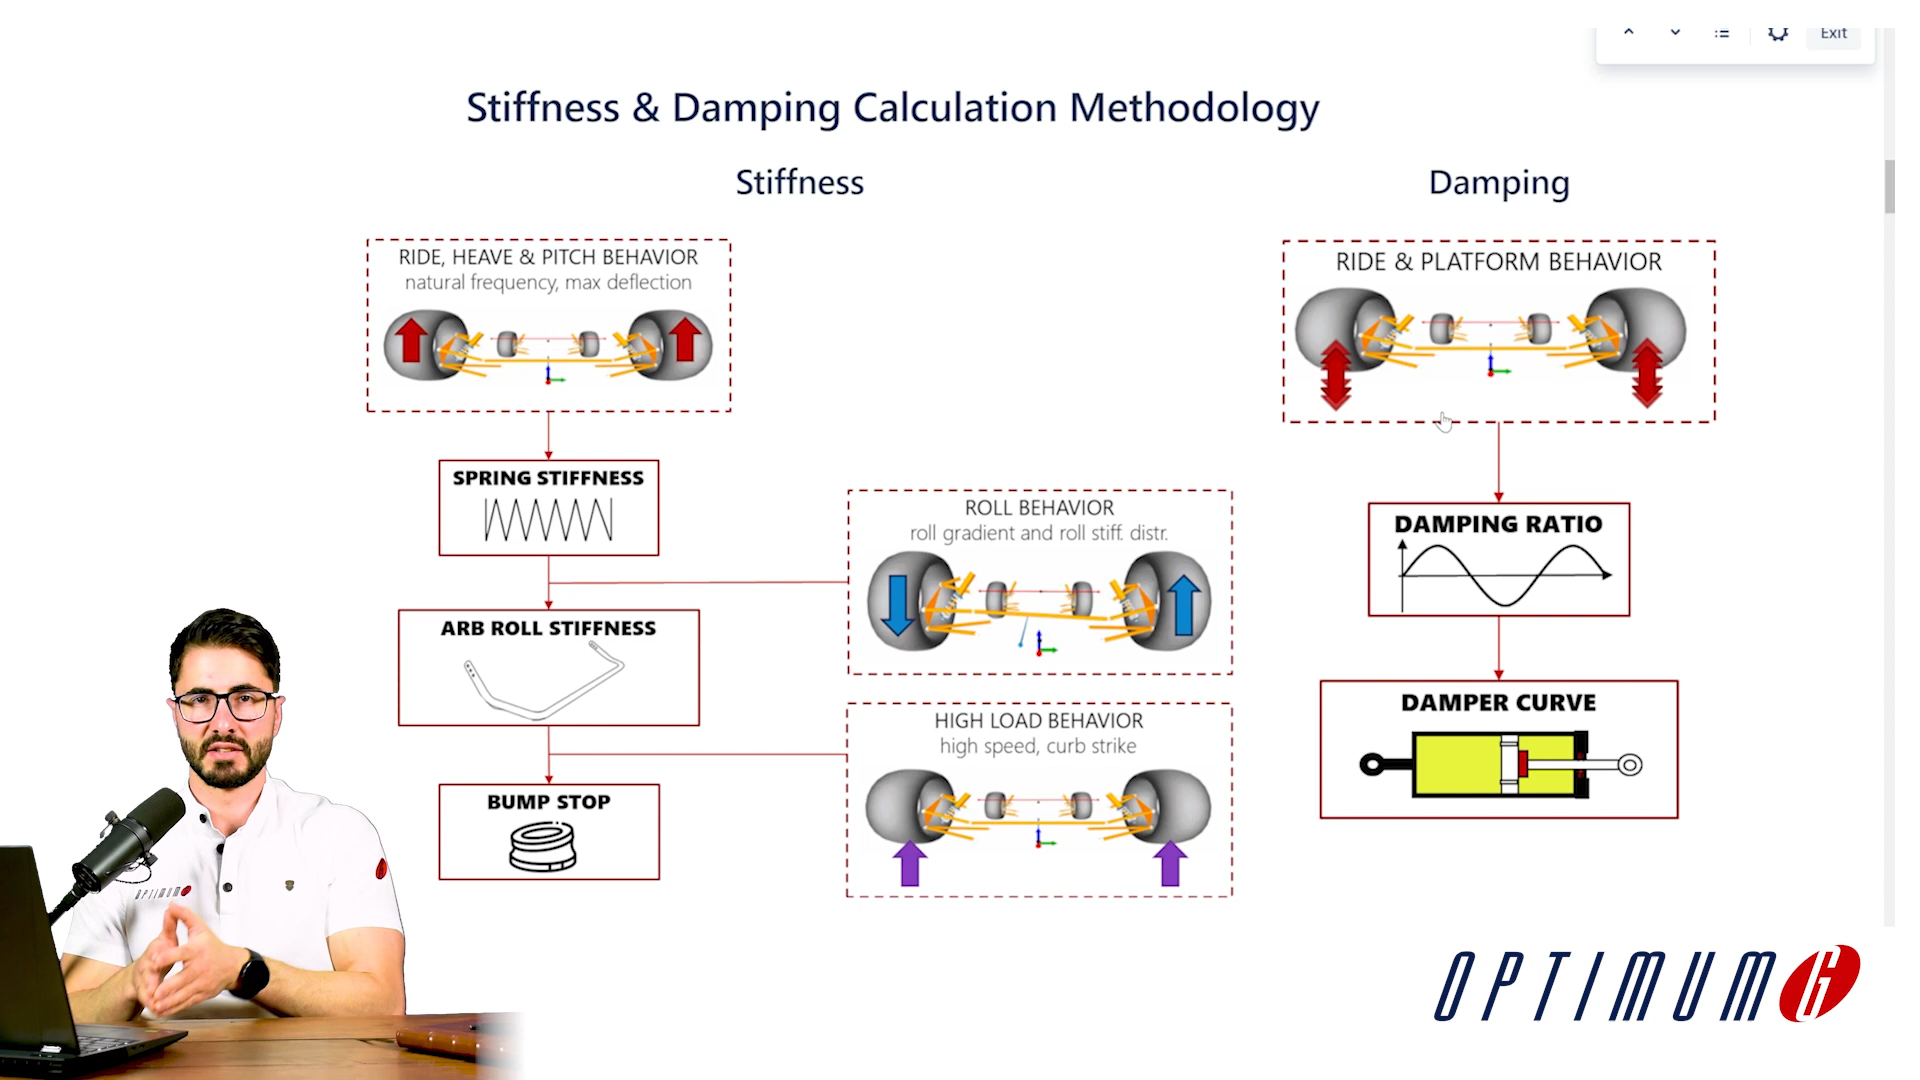 Exit
Stiffness & Damping Calculation Methodology
Stiffness
Damping
RIDE, HEAVE & PITCH BEHAVIOR
natural frequency, max deflection
SPRING STIFFNESS
ARB ROLL STIFFNESS
BUMP STOP
ROLL BEHAVIOR
roll gradient and roll stiff. distr.
HIGH LOAD BEHAVIOR
high speed, curb strike
RIDE & PLATFORM BEHAVIOR
DAMPING RATIO
DAMPER CURVE
OPTIMUM
OPTIMUM G